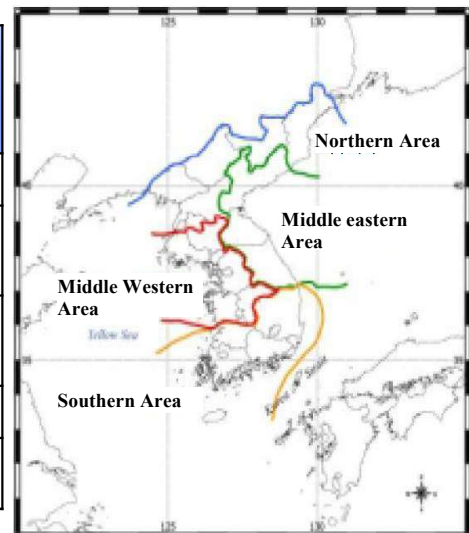 125
130
Northern Area
40
Middle eastern
Area
Middle Western
Area
Yellow Sea
35
Southern Area
125
130